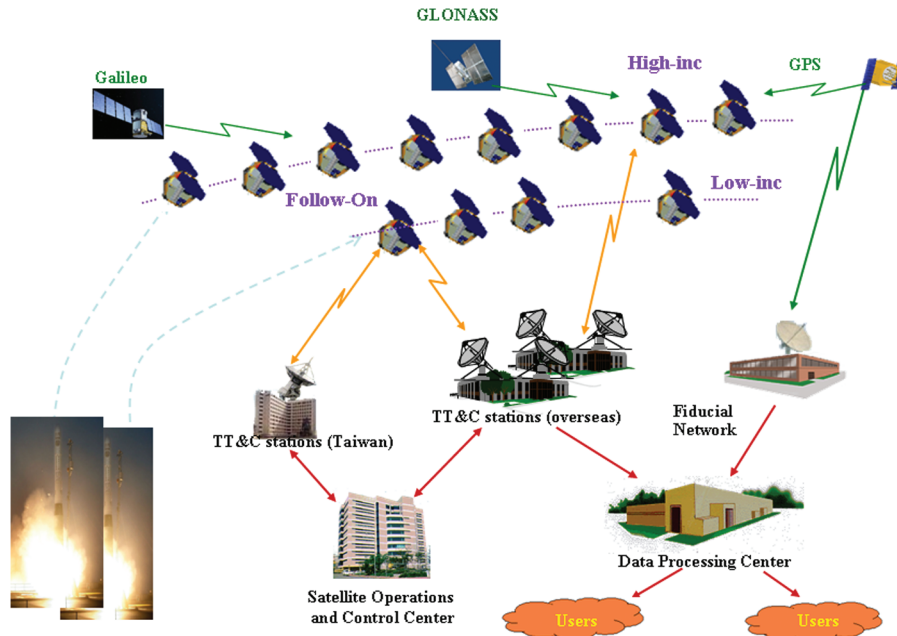 GLONASS
High-inc
GPS
Galileo
Low-inc
Follow-On
TT&C stations (Taiwan)
TT&C stations (overseas)
Fiducial
Network
Data Processing Center
Satellite Operations
and Control Center
Users
Users